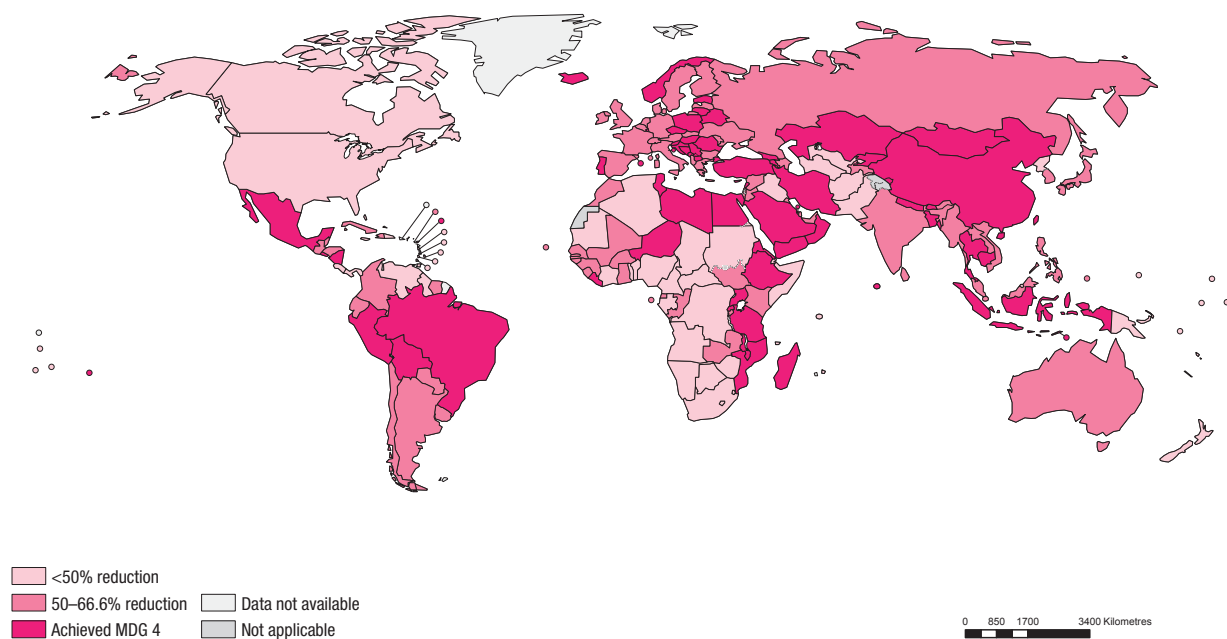 <50% reduction
50–66.6% reduction
Data not available
Achieved MDG 4
Not applicable
0 850 1700 3400 Kilometres